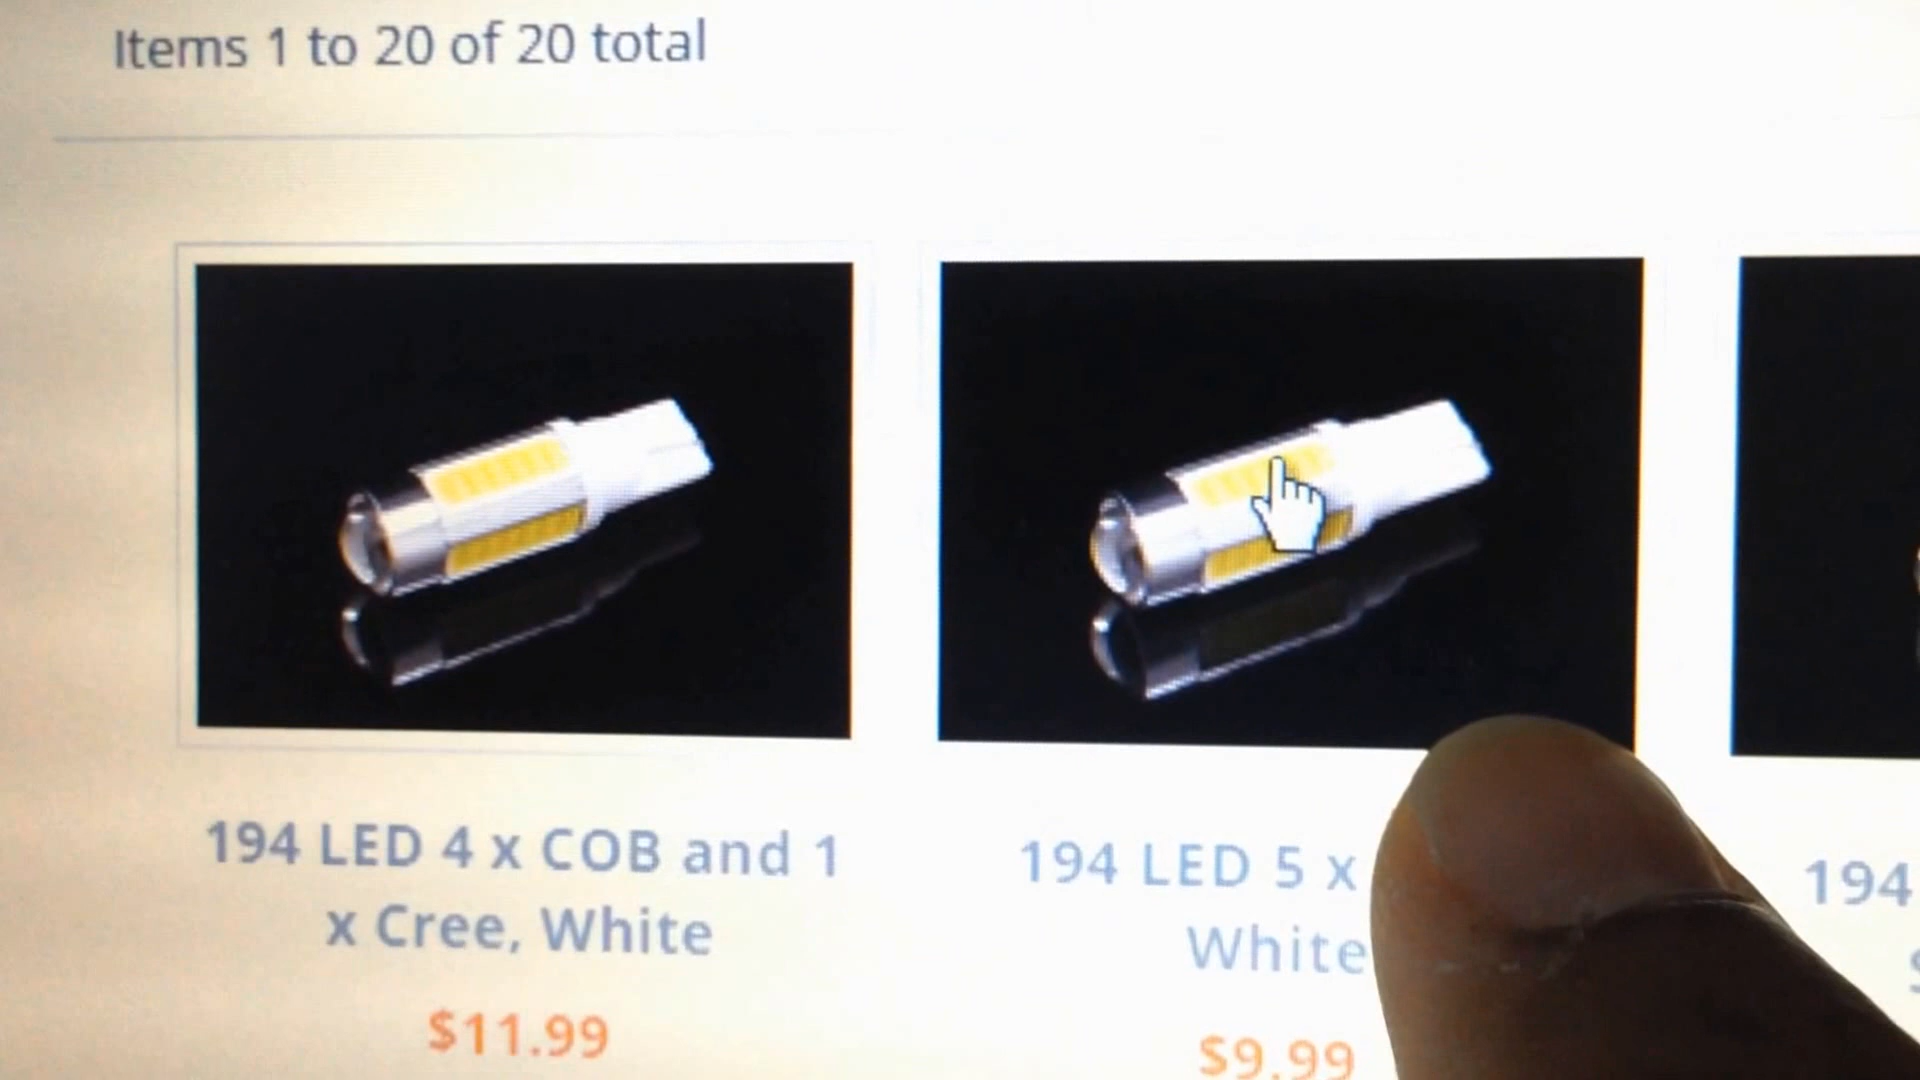 Items 1 to 20 of 20 total
194 LED 4 x COB and 1
x Cree, White
$11.99
194 LED 5 x
White
$9.99
194